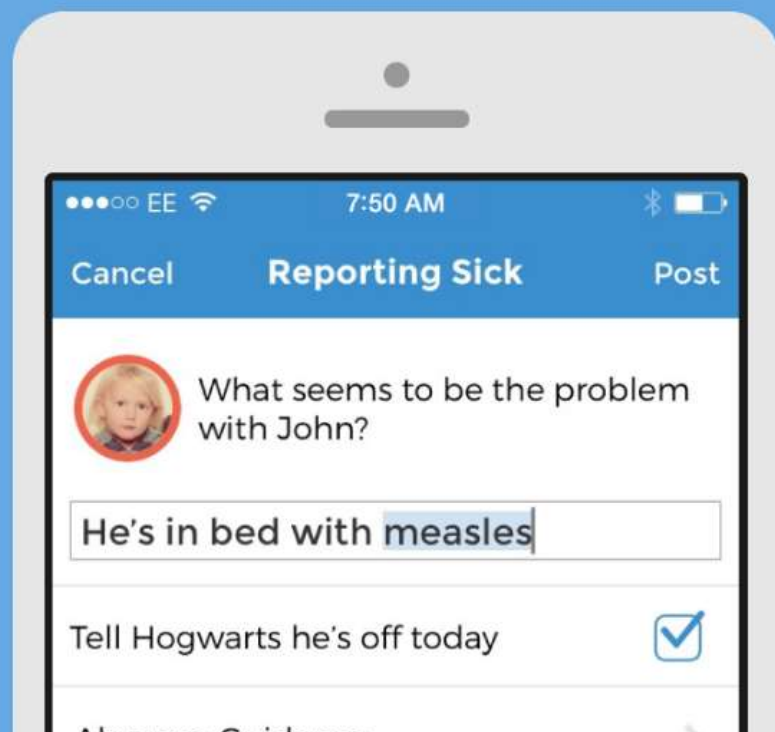 EE 7:50 AM
Cancel Reporting Sick Post
What seems to be the problem
with John?
He's in bed with measles
Tell Hogwarts he's off today